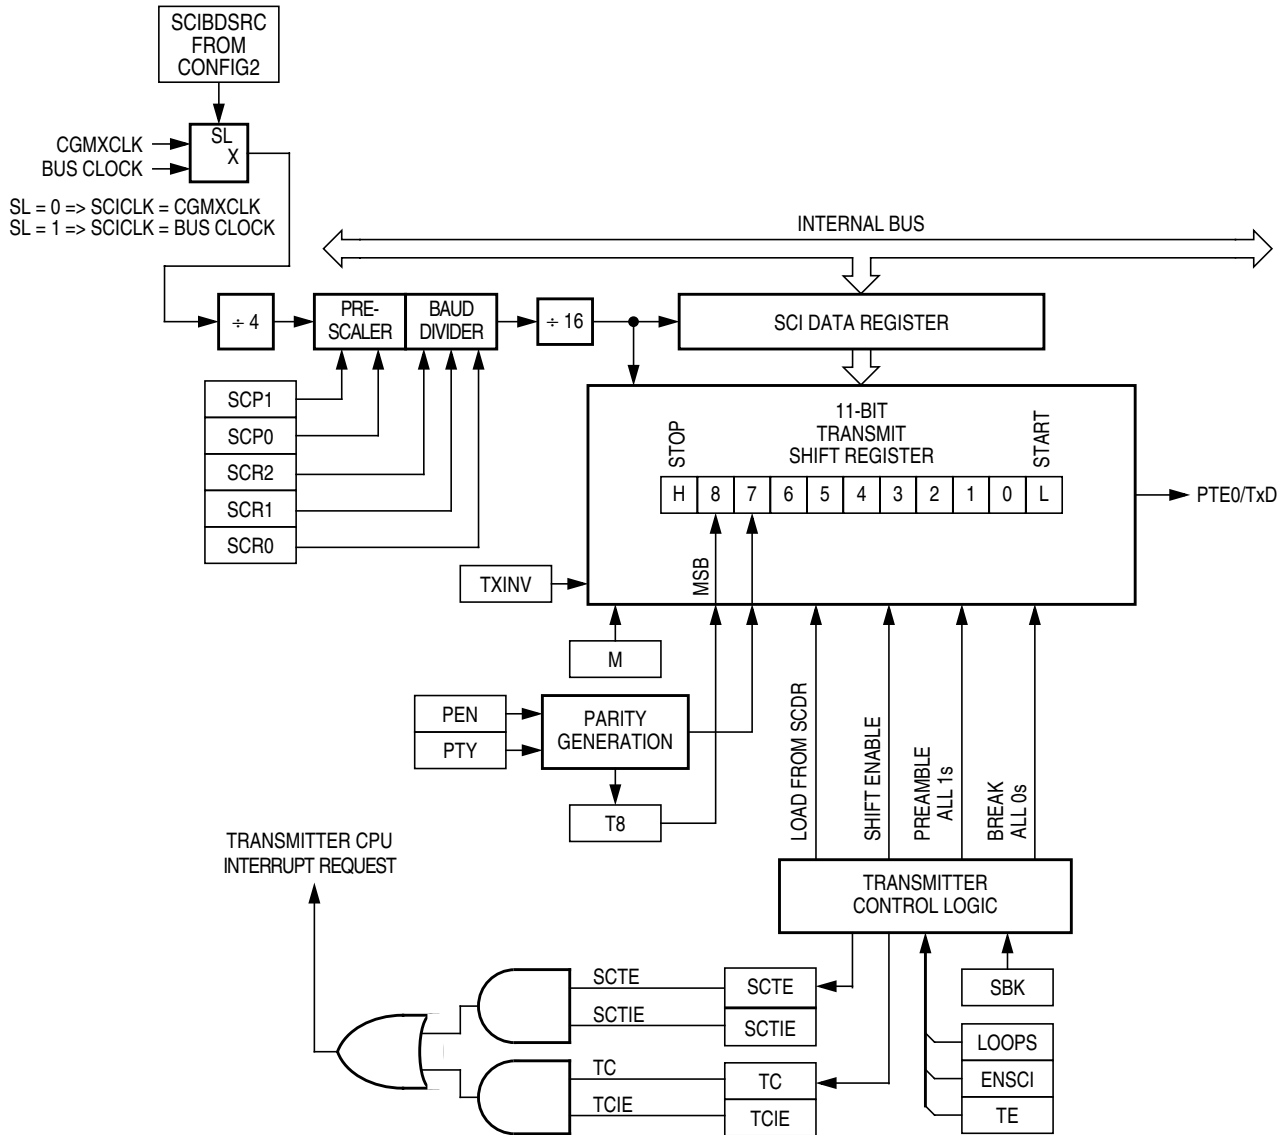 SCIBDSRC
FROM
CONFIG2
SL
X
CGMXCLK
BUS CLOCK
SL = 0 => SCICLK = CGMXCLK
SL = 1 => SCICLK = BUS CLOCK
INTERNAL BUS
÷ 4
PRE-
SCALER
BAUD
DIVIDER
÷ 16
SCI DATA REGISTER
SCP1
SCP0
SCR2
SCR1
SCR0
11-BIT
TRANSMIT
SHIFT REGISTER
STOP
START
H 8 7 6 5 4 3 2 1 0 L
PTE0/TxD
MSB
TXINV
M
PEN
PTY
PARITY
GENERATION
T8
LOAD FROM SCDR
SHIFT ENABLE
PREAMBLE
ALL 1s
BREAK
ALL 0s
TRANSMITTER CPU
INTERRUPT REQUEST
TRANSMITTER
CONTROL LOGIC
SCTE
SCTE
SCTIE
SCTIE
TC
TC
TCIE
TCIE
SBK
LOOPS
ENSCI
TE